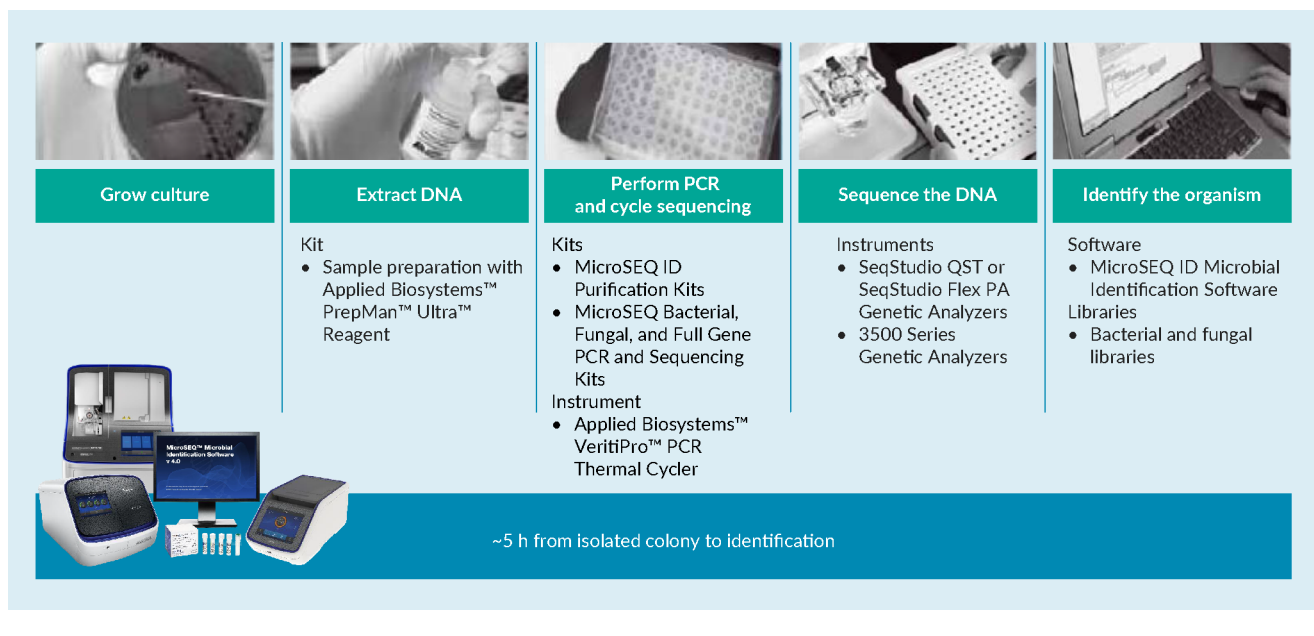 Grow culture
Extract DNA
Kit
• Sample preparation with
Applied Biosystems™
PrepMan™ Ultra™
Reagent
Perform PCR
and cycle sequencing
Kits
• MicroSEQ ID
Purification Kits
• MicroSEQ Bacterial,
Fungal, and Full Gene
PCR and Sequencing
Kits
Instrument
• Applied Biosystems™
VeritiPro™ PCR
Thermal Cycler
Sequence the DNA
Instruments
• SeqStudio QST or
SeqStudio Flex PA
Genetic Analyzers
• 3500 Series
Genetic Analyzers
Identify the organism
Software
• MicroSEQ ID Microbial
Identification Software
Libraries
• Bacterial and fungal
libraries
MicroSEQ™ Microbial
Identification Software
v 4.0
~5 h from isolated colony to identification